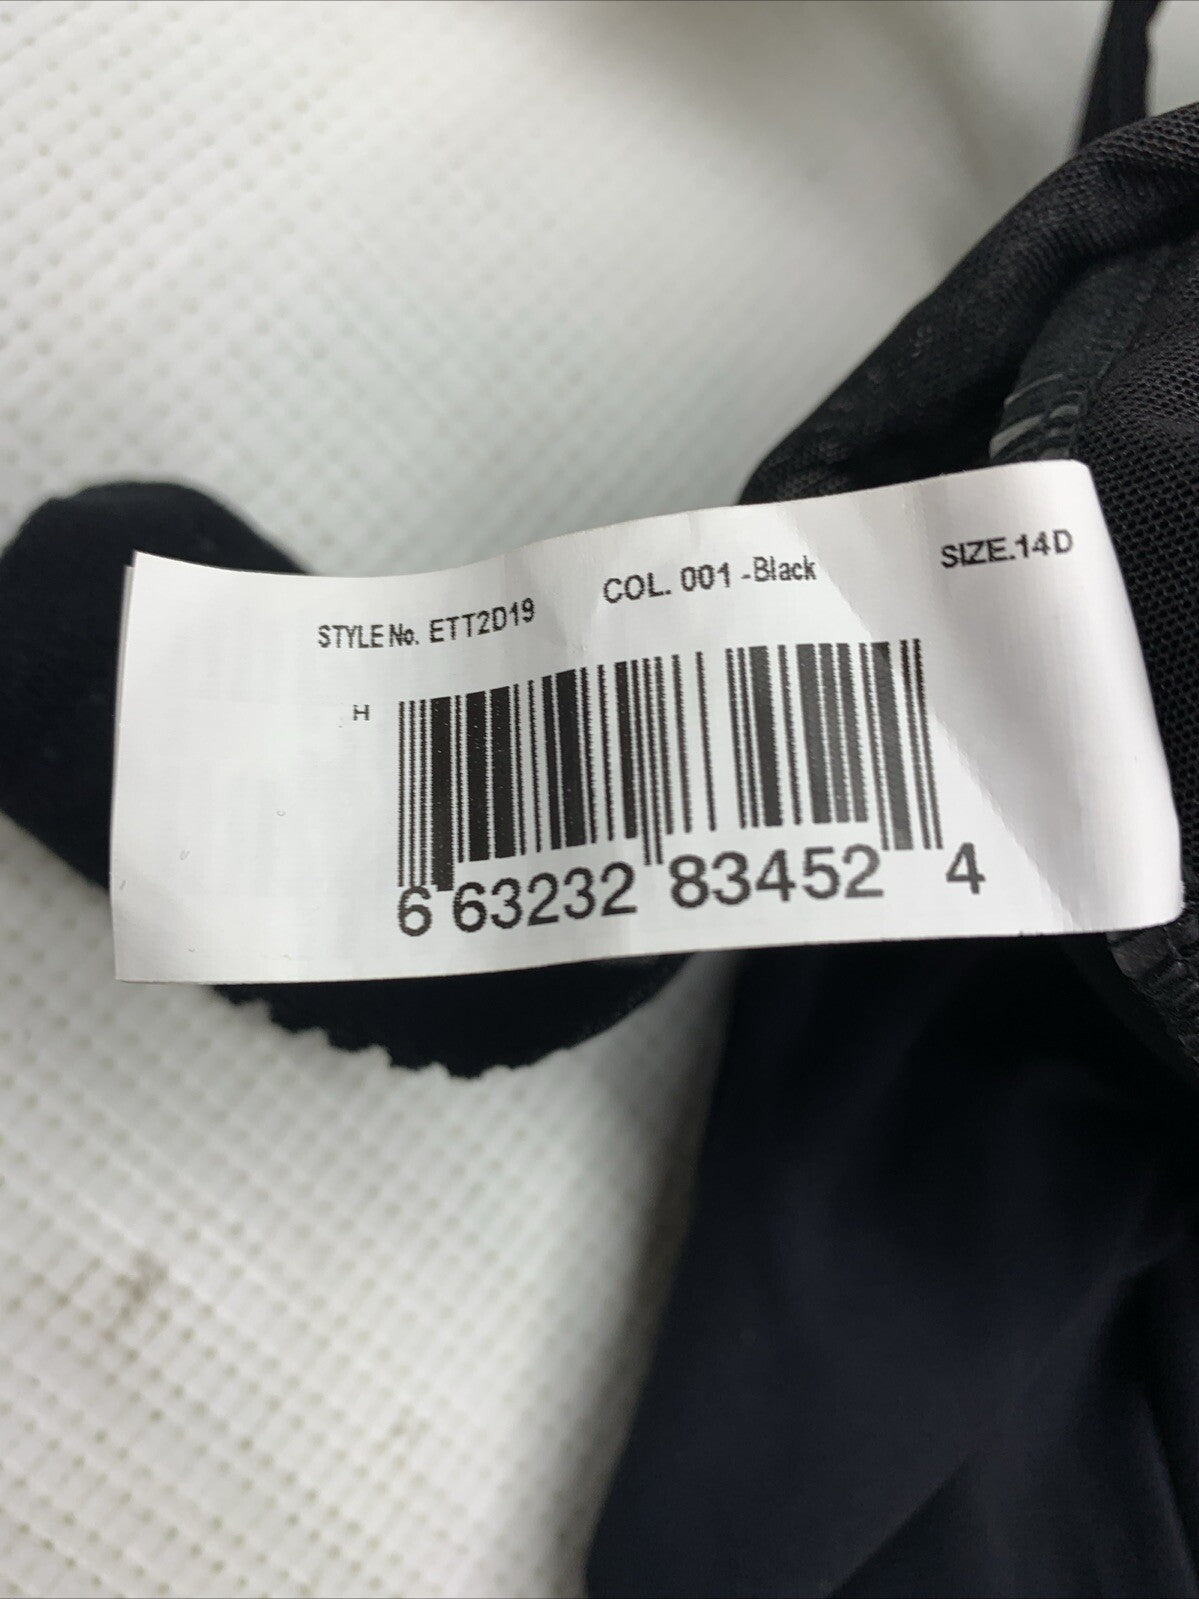 STYLE No. ETT2D19 COL. 001 -Black SIZE.14D
H
6 63232 83452 4